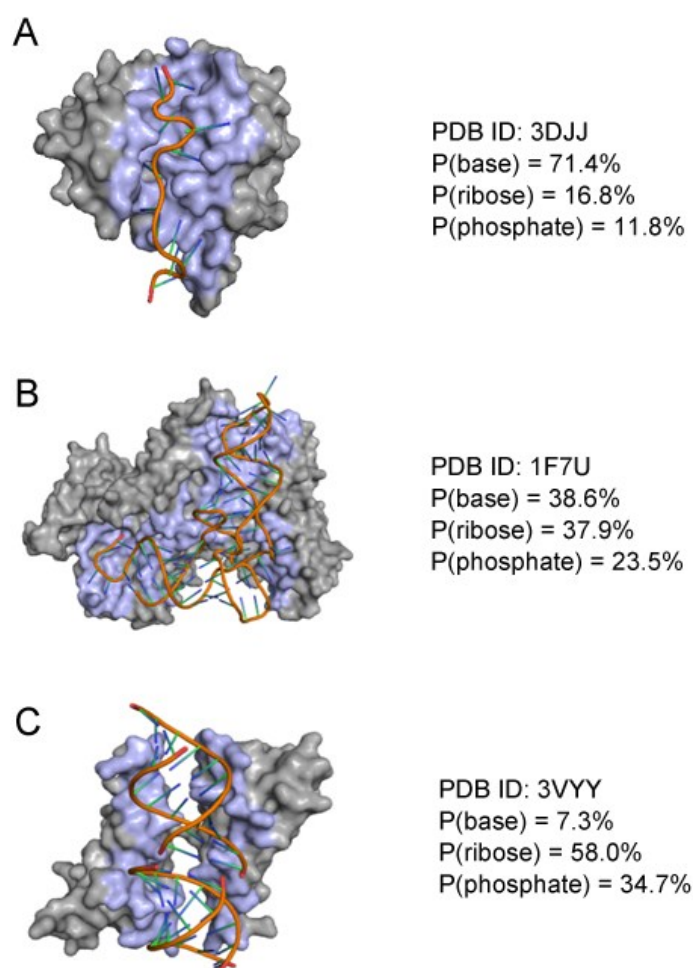 A
PDB ID: 3DJJ
P(base) = 71.4%
P(ribose) = 16.8%
P(phosphate) = 11.8%
B
PDB ID: 1F7U
P(base) = 38.6%
P(ribose) = 37.9%
P(phosphate) = 23.5%
C
PDB ID: 3VYY
P(base) = 7.3%
P(ribose) = 58.0%
P(phosphate) = 34.7%